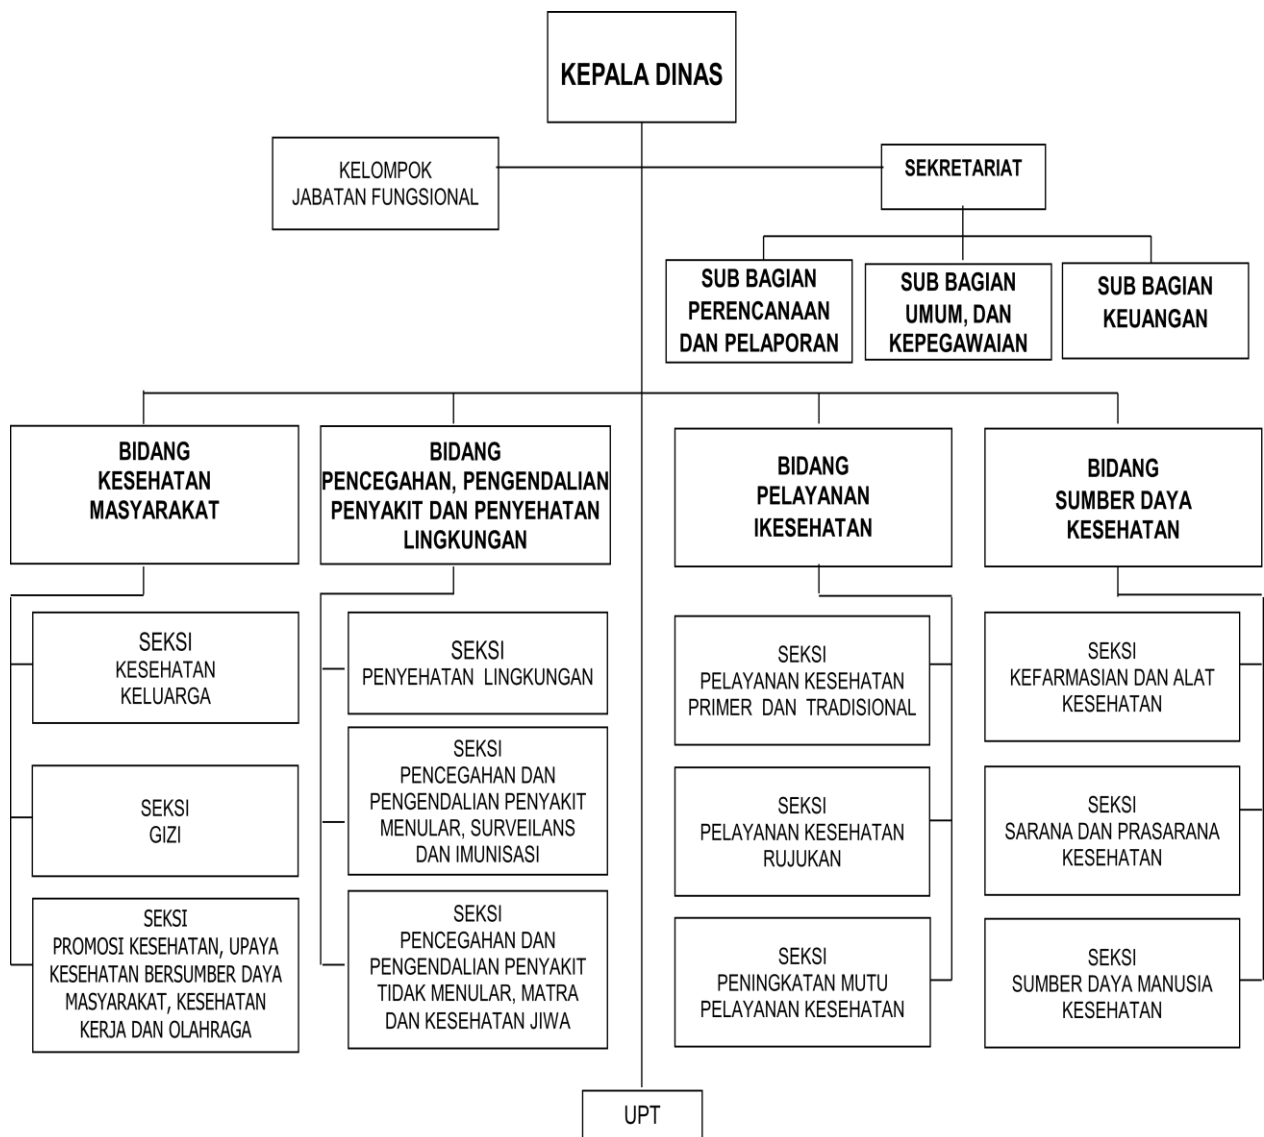 KEPALA DINAS
KELOMPOK
JABATAN FUNGSIONAL
SEKRETARIAT
SUB BAGIAN
PERENCANAAN
DAN PELAPORAN
SUB BAGIAN
UMUM, DAN
KEPEGAWAIAN
SUB BAGIAN
KEUANGAN
BIDANG
KESEHATAN
MASYARAKAT
BIDANG
PENCEGAHAN, PENGENDALIAN
PENYAKIT DAN PENYEHATAN
LINGKUNGAN
BIDANG
PELAYANAN
IKESEHATAN
BIDANG
SUMBER DAYA
KESEHATAN
SEKSI
KESEHATAN
KELUARGA
SEKSI
GIZI
SEKSI
PROMOSI KESEHATAN, UPAYA
KESEHATAN BERSUMBER DAYA
MASYARAKAT, KESEHATAN
KERJA DAN OLAHRAGA
SEKSI
PENYEHATAN LINGKUNGAN
SEKSI
PENCEGAHAN DAN
PENGENDALIAN PENYAKIT
MENULAR, SURVEILANS
DAN IMUNISASI
SEKSI
PENCEGAHAN DAN
PENGENDALIAN PENYAKIT
TIDAK MENULAR, MATRA
DAN KESEHATAN JIWA
SEKSI
PELAYANAN KESEHATAN
PRIMER DAN TRADISIONAL
SEKSI
PELAYANAN KESEHATAN
RUJUKAN
SEKSI
PENINGKATAN MUTU
PELAYANAN KESEHATAN
SEKSI
KEFARMASIAN DAN ALAT
KESEHATAN
SEKSI
SARANA DAN PRASARANA
KESEHATAN
SEKSI
SUMBER DAYA MANUSIA
KESEHATAN
UPT